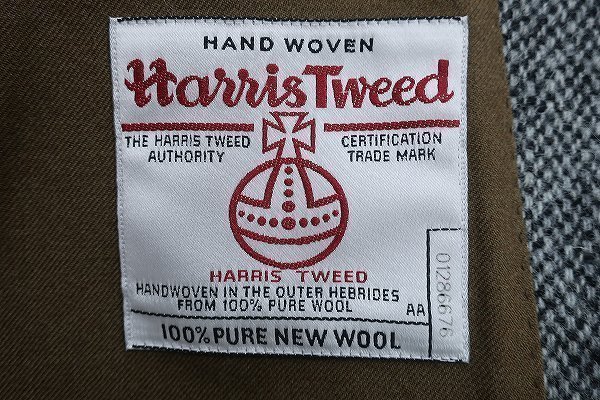 HAND WOVEN
Harris Tweed
THE HARRIS TWEED
AUTHORITY
CERTIFICATION
TRADE MARK
HARRIS TWEED
HANDWOVEN IN THE OUTER HEBRIDES
FROM 100% PURE WOOL
AA
01286676
100% PURE NEW WOOL